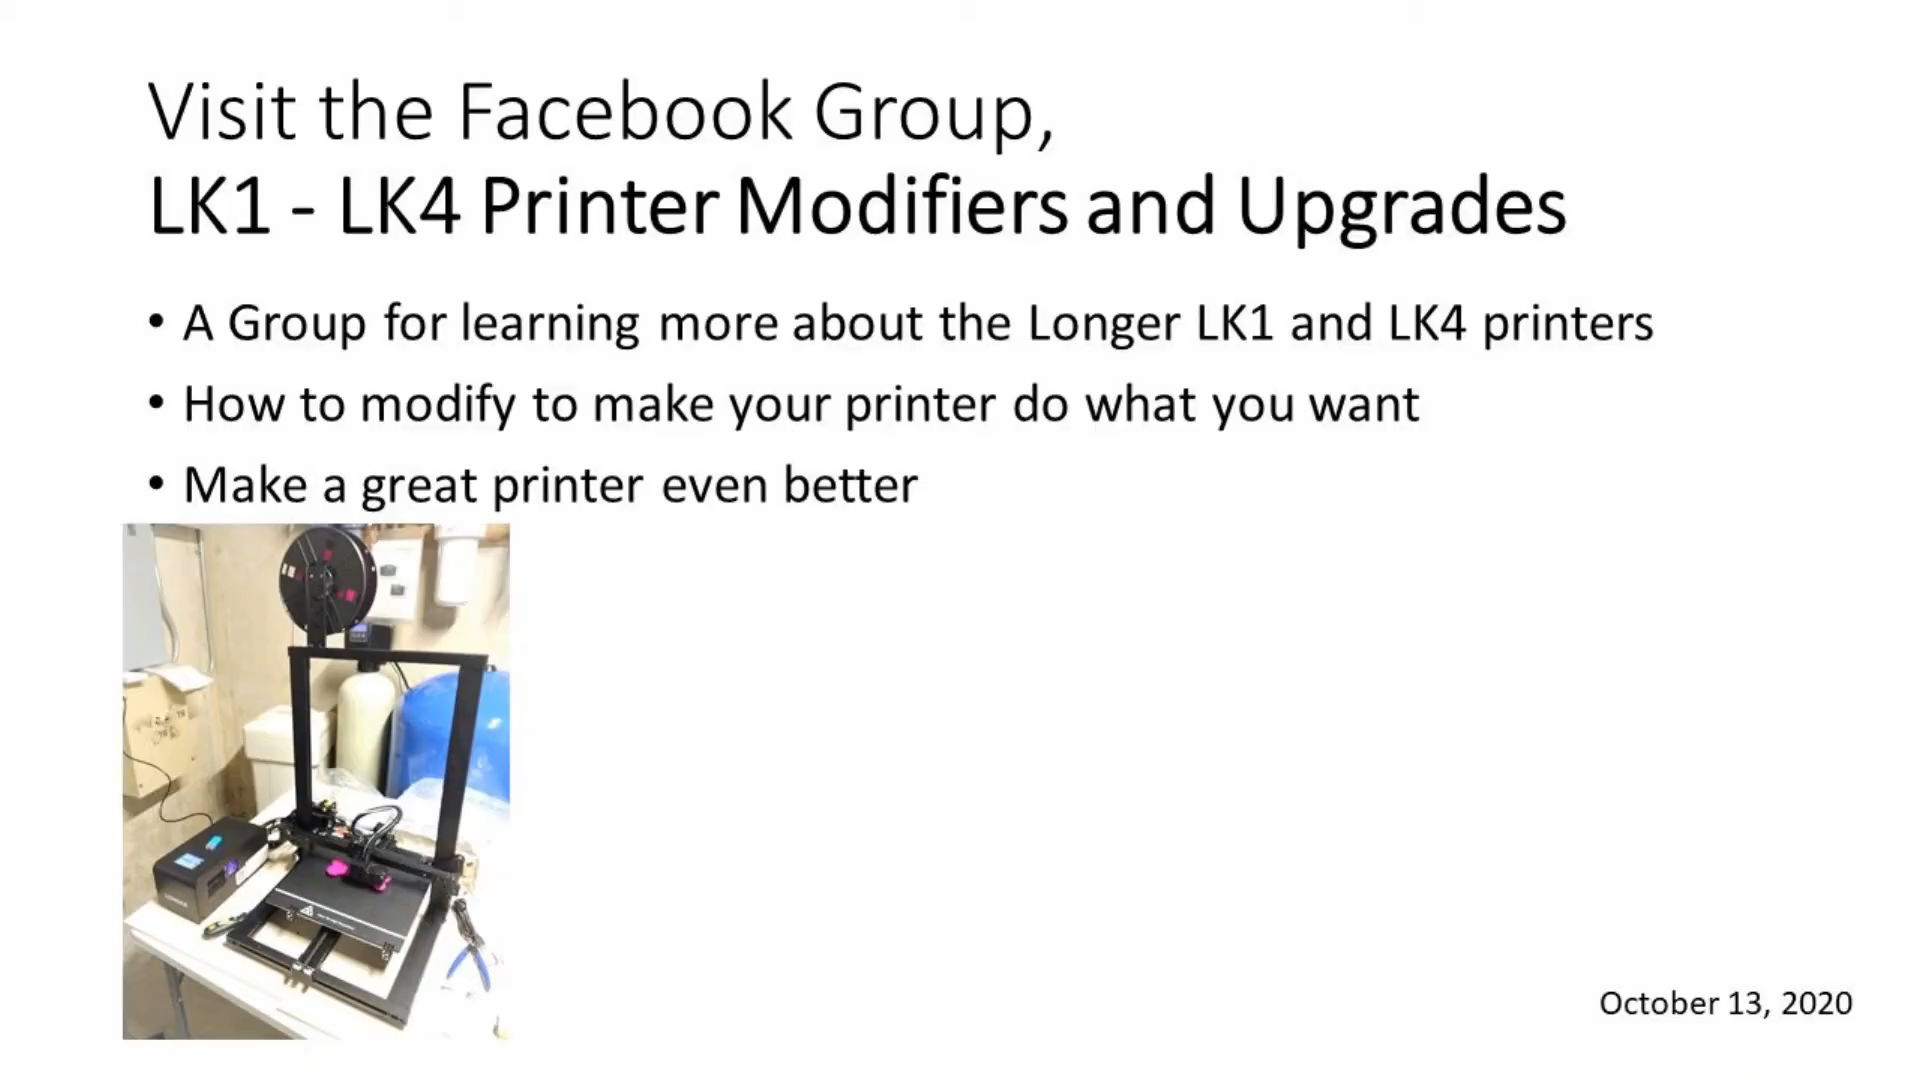 Visit the Facebook Group,
LK1 - LK4 Printer Modifiers and Upgrades
• A Group for learning more about the Longer LK1 and LK4 printers
• How to modify to make your printer do what you want
• Make a great printer even better
October 13, 2020